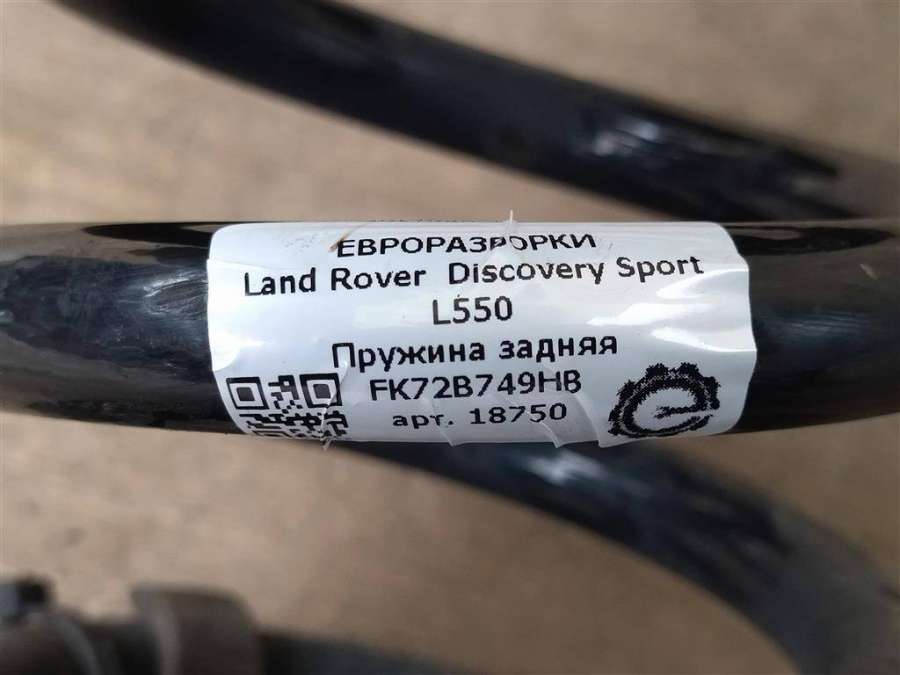 ЕВРОРАЗБОРКИ
Land Rover Discovery Sport
L550
Пружина задняя
FK72B749HB
арт. 18750